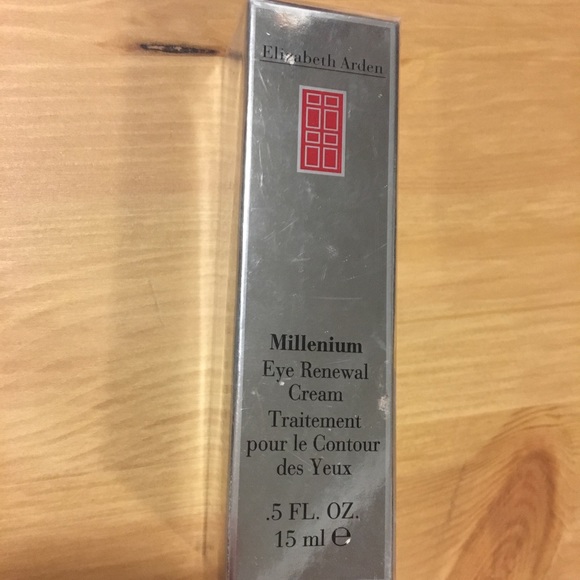 Elizabeth Arden
Millenium
Eye Renewal
Cream
Traitement
pour le Contour
des Yeux
.5 FL. OZ.
15 ml ℮